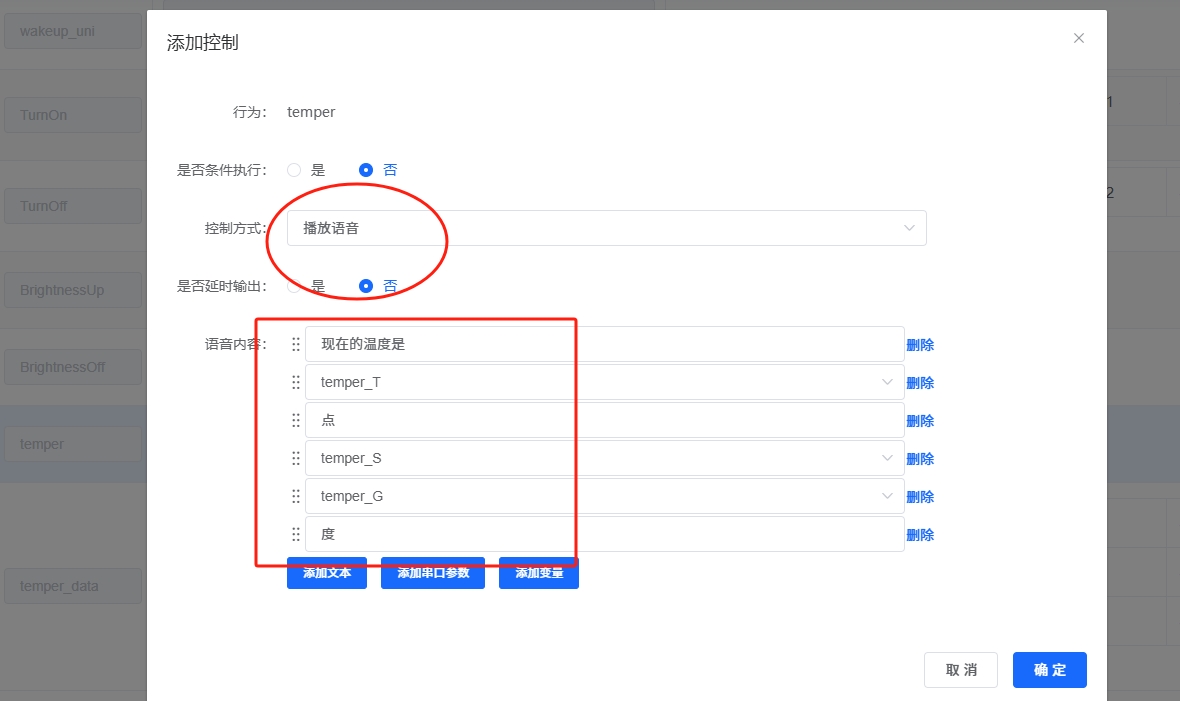 wakeup_uni
添加控制
行为： temper
TurnOn
1
是否条件执行： 是 否
TurnOff
2
控制方式： 播放语音
是否延时输出： 是 否
BrightnessUp
语音内容： 现在的温度是 删除
BrightnessOff
temper_T 删除
点 删除
temper
temper_S 删除
temper_G 删除
度 删除
添加文本 添加串口参数 添加变量
temper_data
取 消 确 定